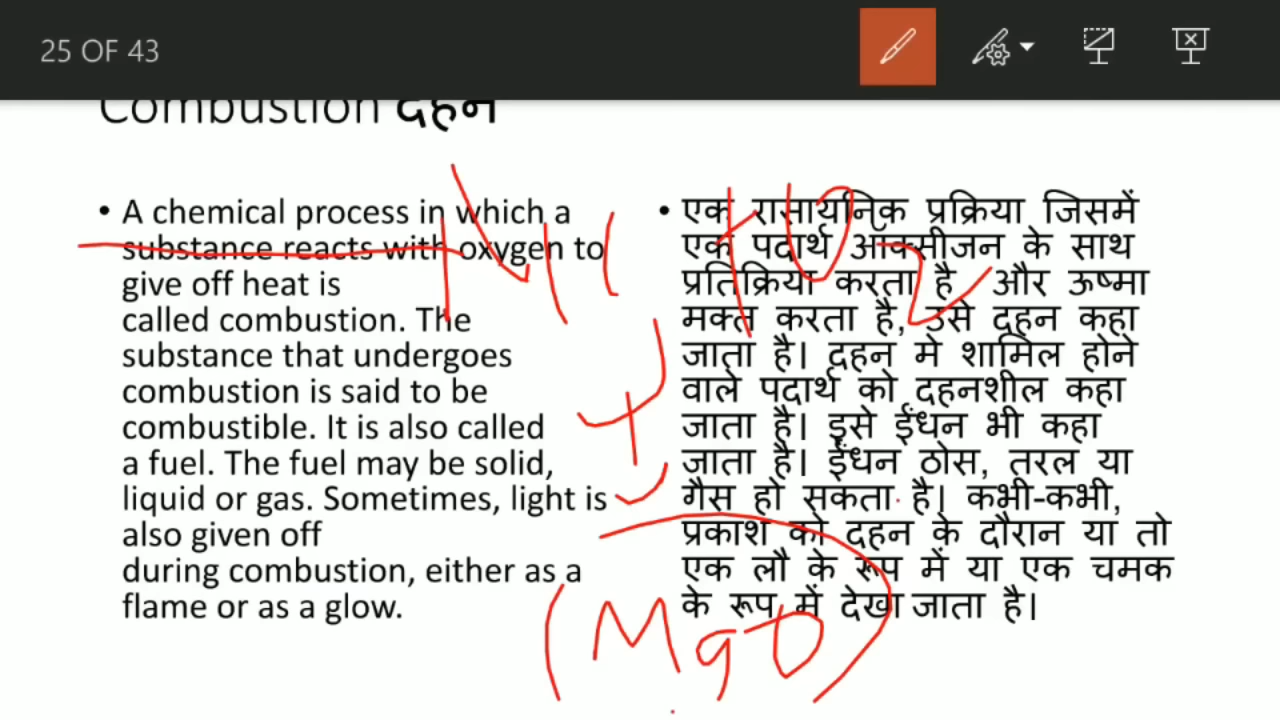 25 OF 43
Combustion दहन
• A chemical process in which a
substance reacts with oxygen to
give off heat is
called combustion. The
substance that undergoes
combustion is said to be
combustible. It is also called
a fuel. The fuel may be solid,
liquid or gas. Sometimes, light is
also given off
during combustion, either as a
flame or as a glow.
• एक रासायनिक प्रक्रिया जिसमें
एक पदार्थ ऑक्सीजन के साथ
प्रतिक्रिया करता है और ऊष्मा
मुक्त करता है, उसे दहन कहा
जाता है। दहन मे शामिल होने
वाले पदार्थ को दहनशील कहा
जाता है। इसे ईंधन भी कहा
जाता है। ईंधन ठोस, तरल या
गैस हो सकता है। कभी-कभी,
प्रकाश को दहन के दौरान या तो
एक लौ के रूप में या एक चमक
के रूप में देखा जाता है।
+O2
(MgO)